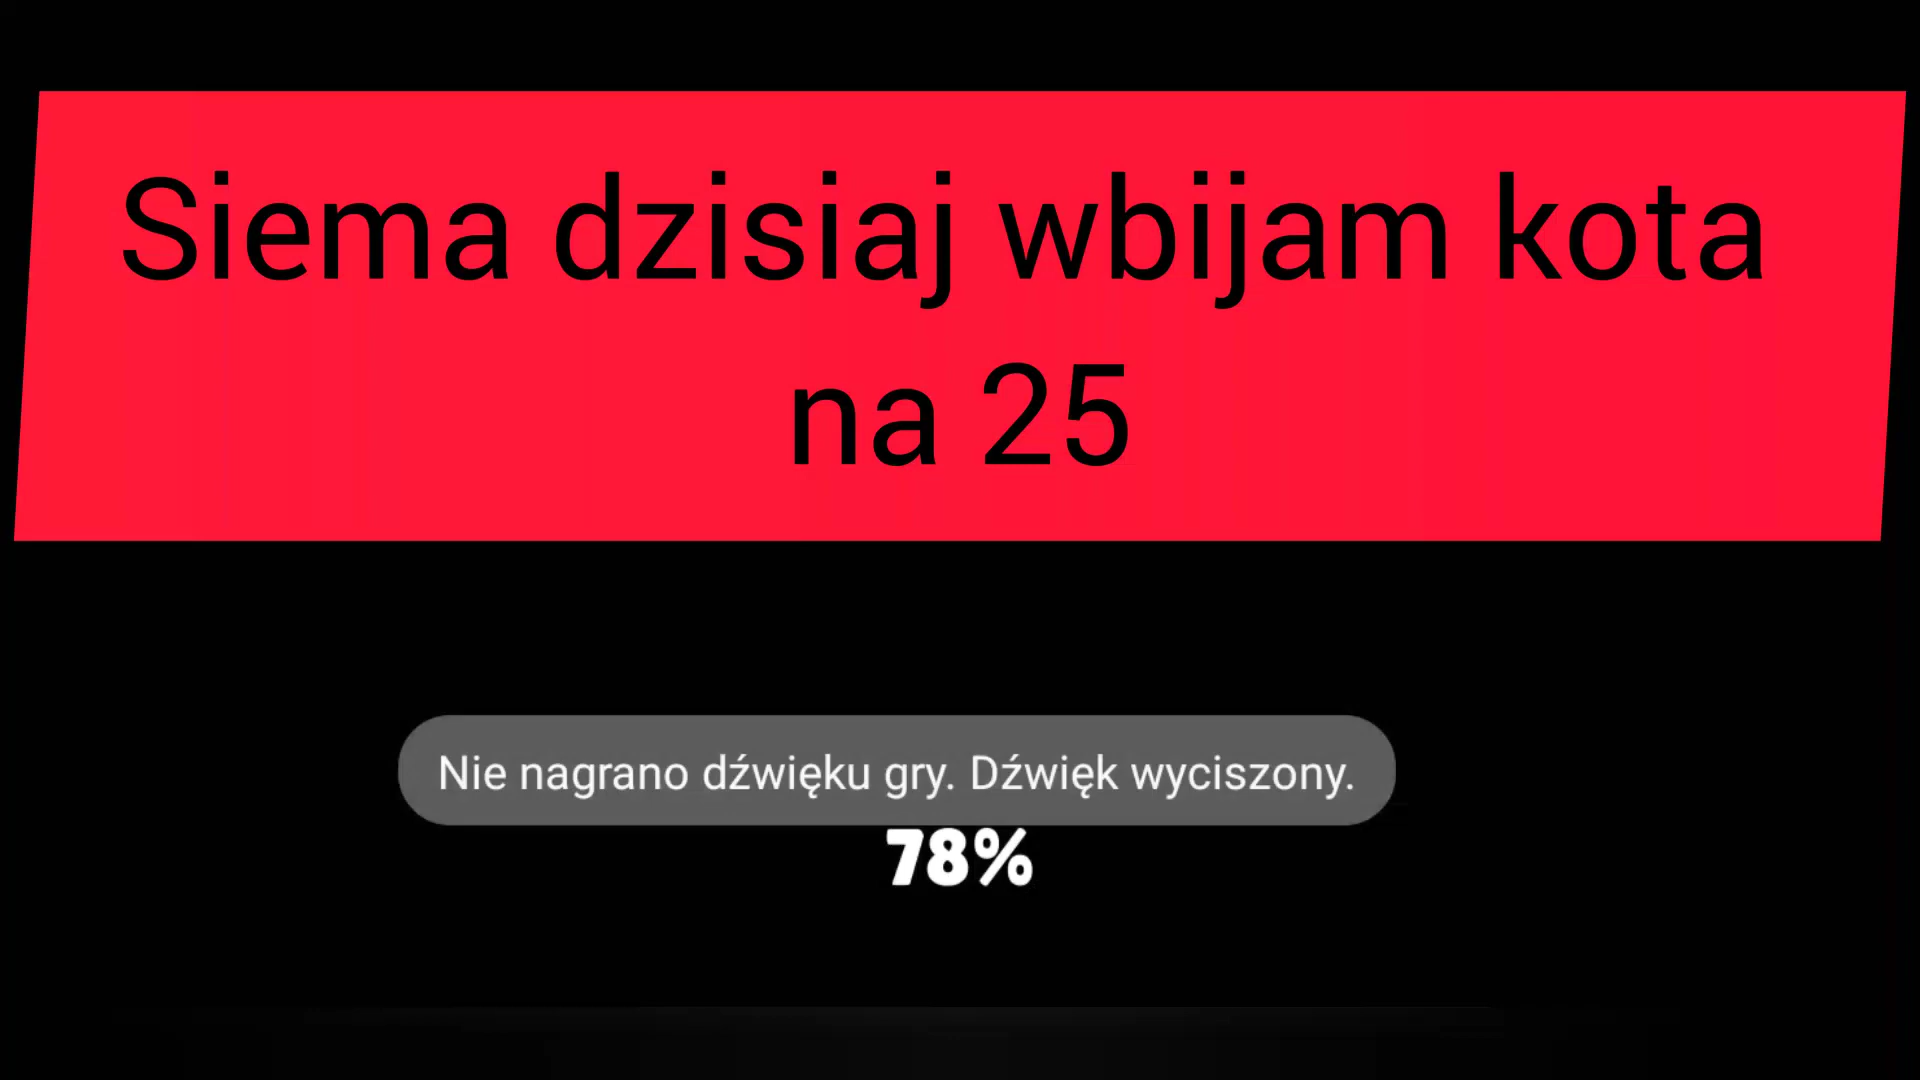 Siema dzisiaj wbijam kota
na 25
Nie nagrano dźwięku gry. Dźwięk wyciszony.
78%